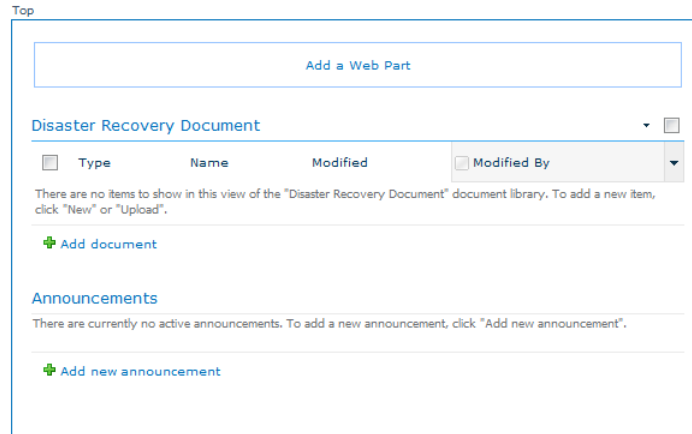 Top
Add a Web Part
Disaster Recovery Document
Type Name Modified Modified By
There are no items to show in this view of the "Disaster Recovery Document" document library. To add a new item,
click "New" or "Upload".
Add document
Announcements
There are currently no active announcements. To add a new announcement, click "Add new announcement".
Add new announcement